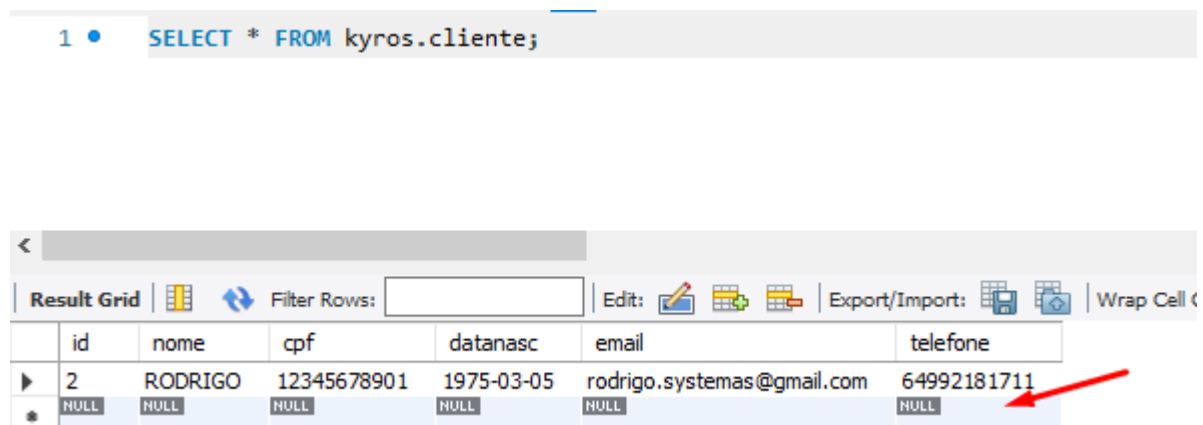 1 SELECT * FROM kyros.cliente;
Result Grid Filter Rows: Edit: Export/Import: Wrap Cell
id nome cpf datanasc email telefone
2 RODRIGO 12345678901 1975-03-05 rodrigo.systemas@gmail.com 64992181711
NULL NULL NULL NULL NULL NULL